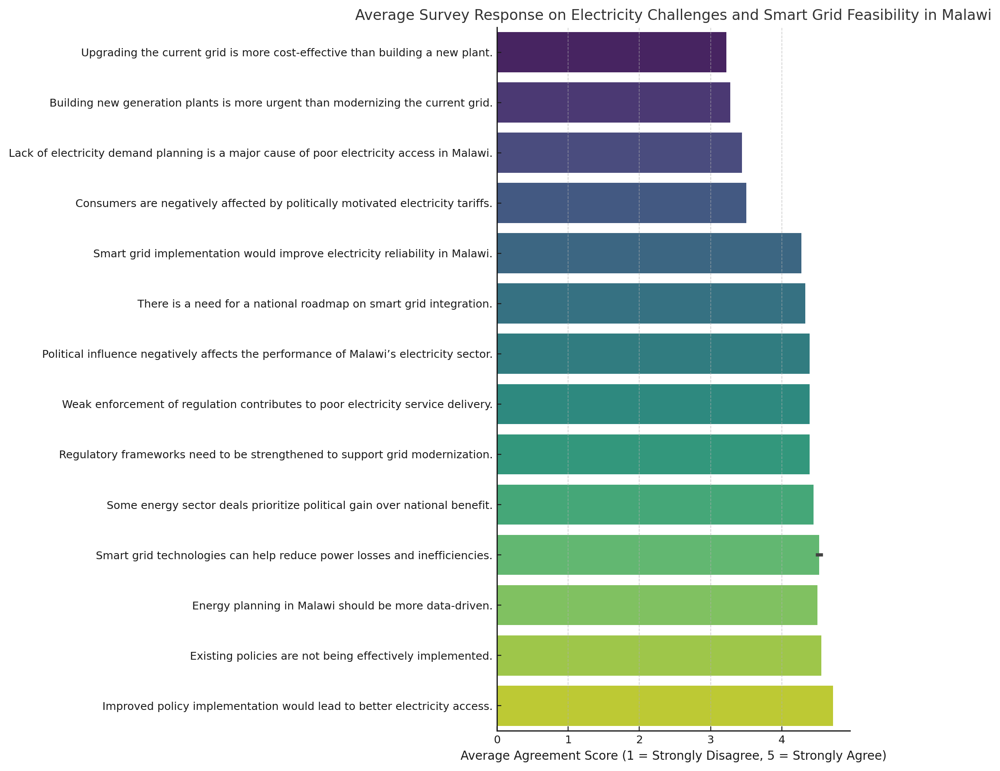 Average Survey Response on Electricity Challenges and Smart Grid Feasibility in Malawi
Upgrading the current grid is more cost-effective than building a new plant.
Building new generation plants is more urgent than modernizing the current grid.
Lack of electricity demand planning is a major cause of poor electricity access in Malawi.
Consumers are negatively affected by politically motivated electricity tariffs.
Smart grid implementation would improve electricity reliability in Malawi.
There is a need for a national roadmap on smart grid integration.
Political influence negatively affects the performance of Malawi’s electricity sector.
Weak enforcement of regulation contributes to poor electricity service delivery.
Regulatory frameworks need to be strengthened to support grid modernization.
Some energy sector deals prioritize political gain over national benefit.
Smart grid technologies can help reduce power losses and inefficiencies.
Energy planning in Malawi should be more data-driven.
Existing policies are not being effectively implemented.
Improved policy implementation would lead to better electricity access.
0 1 2 3 4
Average Agreement Score (1 = Strongly Disagree, 5 = Strongly Agree)